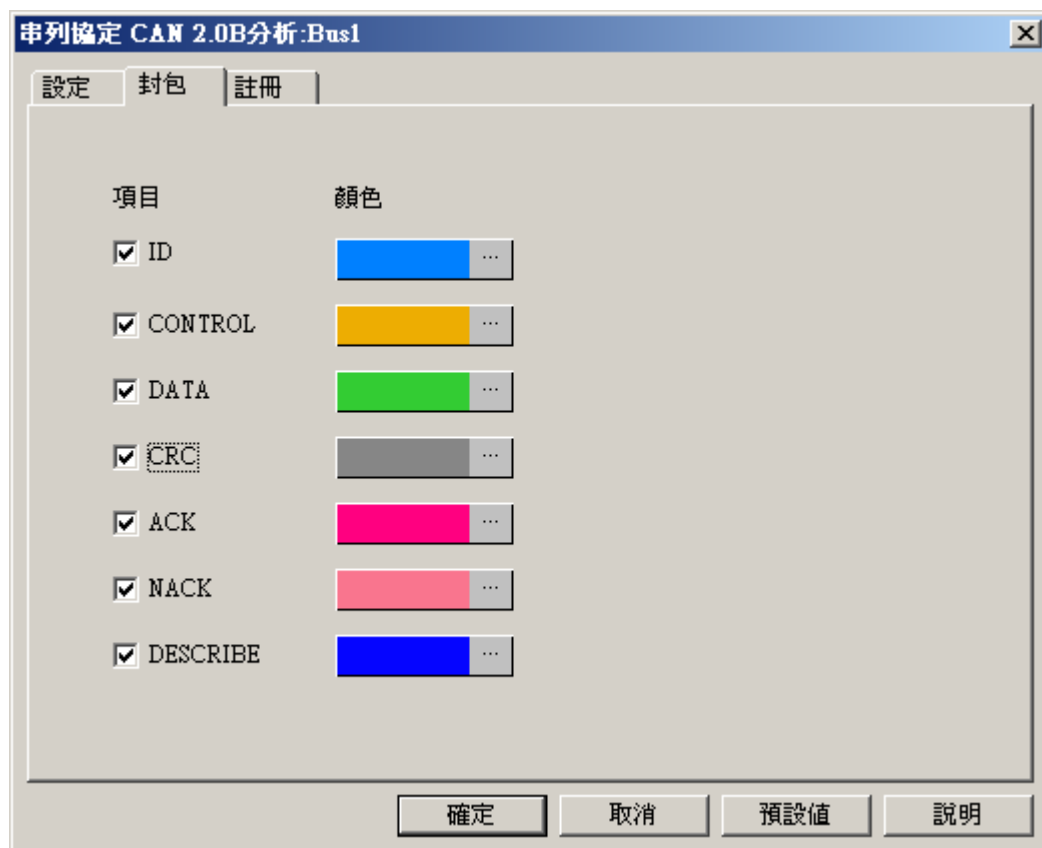 串列協定 CAN 2.0B分析:Bus1
設定 封包 註冊
項目 顏色
ID ...
CONTROL ...
DATA ...
CRC ...
ACK ...
NACK ...
DESCRIBE ...
確定 取消 預設值 說明